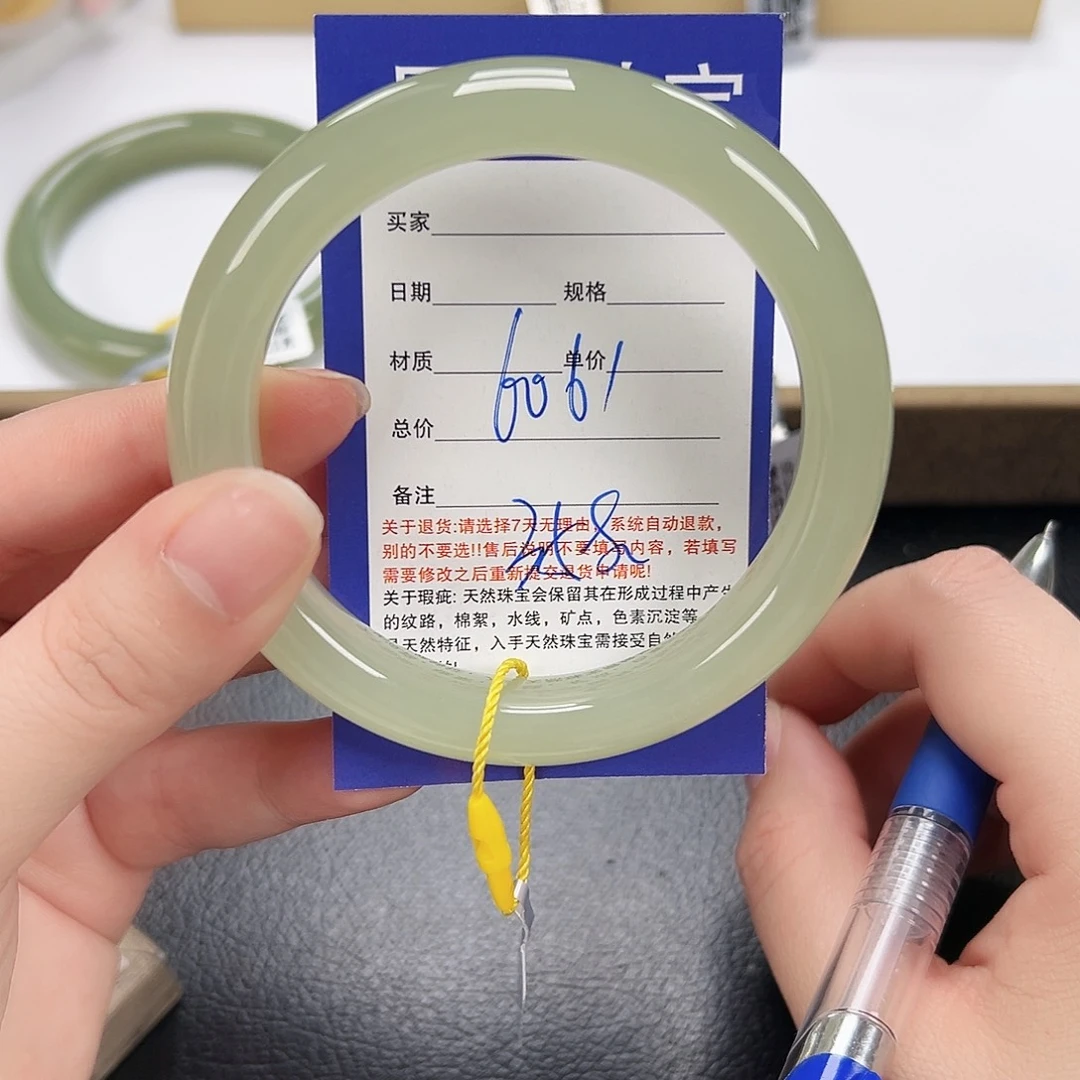 买家
日期 规格
材质 单价
6061
总价
备注
关于退货:请选择7天无理由，系统自动退款，
别的不要选!!售后说明不要填写内容，若填写
需要修改之后重新提交退货申请呢!
关于瑕疵: 天然珠宝会保留其在形成过程中产生
的纹路，棉絮，水线，矿点，色素沉淀等
天然特征，入手天然珠宝需接受自然